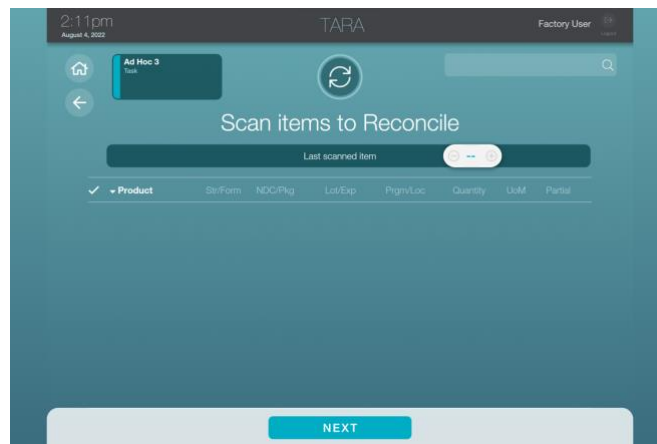 2:11pm
TARA
Factory User
August 4, 2022
Logout
Ad Hoc 3
Task
Scan items to Reconcile
Last scanned item
--
Product Str/Form NDC/Pkg Lot/Exp Prgm/Loc Quantity UoM Partial
NEXT